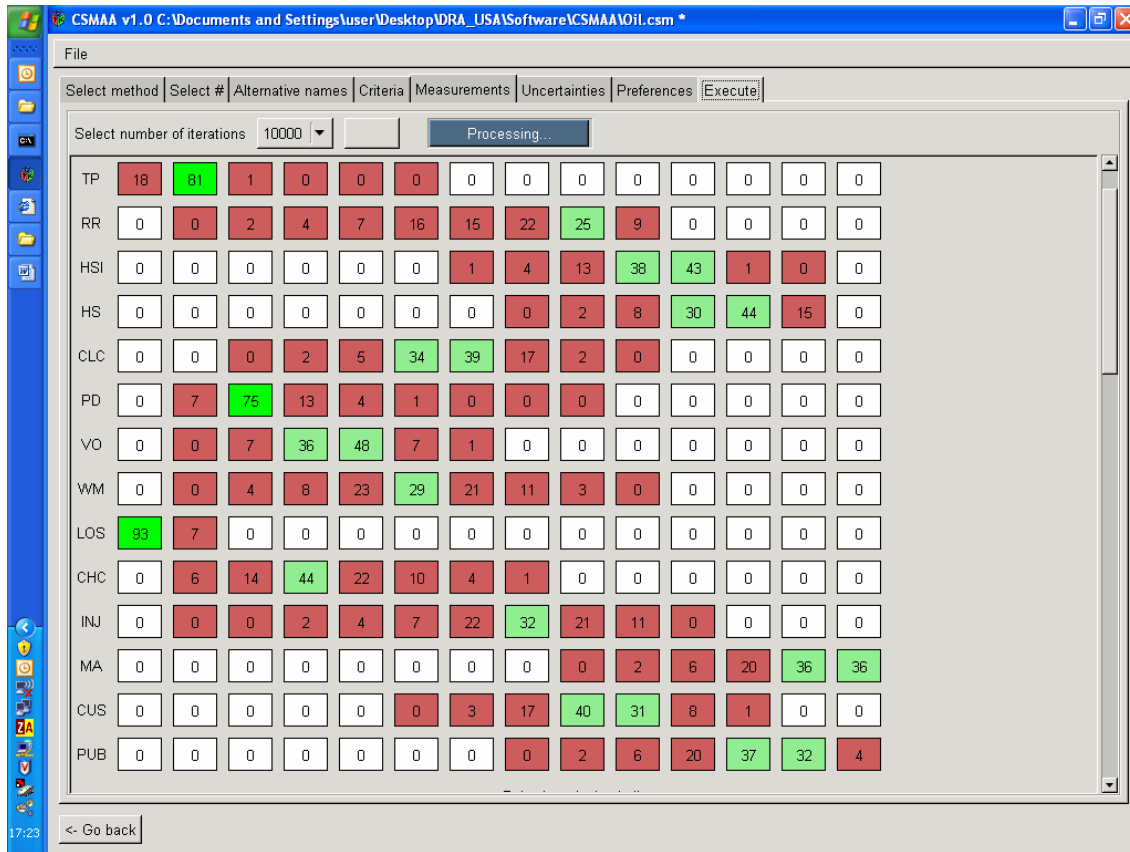 CSMAA v1.0 C:\Documents and Settings\user\Desktop\DRA_USA\Software\CSMAA\Oil.csm *
File
Select method Select # Alternative names Criteria Measurements Uncertainties Preferences Execute
Select number of iterations 10000 Processing...
TP 18 81 1 0 0 0 0 0 0 0 0 0 0 0
RR 0 0 2 4 7 16 15 22 25 9 0 0 0 0
HSI 0 0 0 0 0 0 1 4 13 38 43 1 0 0
HS 0 0 0 0 0 0 0 0 2 8 30 44 15 0
CLC 0 0 0 2 5 34 39 17 2 0 0 0 0 0
PD 0 7 75 13 4 1 0 0 0 0 0 0 0 0
VO 0 0 7 36 48 7 1 0 0 0 0 0 0 0
WM 0 0 4 8 23 29 21 11 3 0 0 0 0 0
LOS 93 7 0 0 0 0 0 0 0 0 0 0 0 0
CHC 0 6 14 44 22 10 4 1 0 0 0 0 0 0
INJ 0 0 0 2 4 7 22 32 21 11 0 0 0 0
MA 0 0 0 0 0 0 0 0 0 2 6 20 36 36
CUS 0 0 0 0 0 0 3 17 40 31 8 1 0 0
PUB 0 0 0 0 0 0 0 0 2 6 20 37 32 4
<- Go back
C:\
ZA
17:23